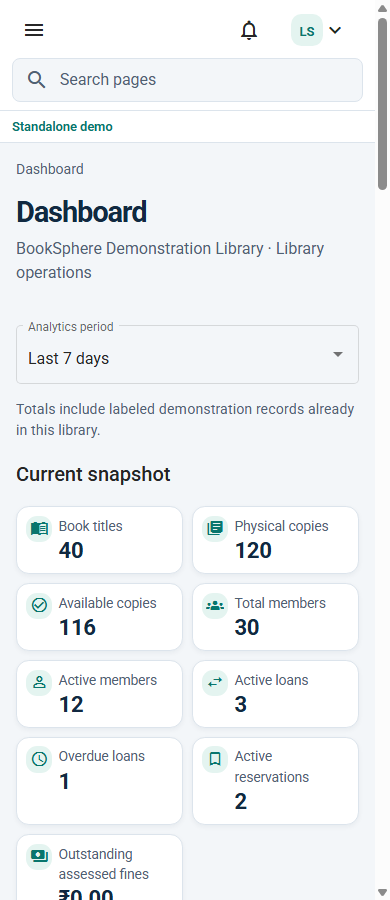 LS
Search pages
Standalone demo
Dashboard
Dashboard
BookSphere Demonstration Library · Library
operations
Analytics period
Last 7 days
Totals include labeled demonstration records already
in this library.
Current snapshot
Book titles
40
Physical copies
120
Available copies
116
Total members
30
Active members
12
Active loans
3
Overdue loans
1
Active
reservations
2
Outstanding
assessed fines
₹0.00